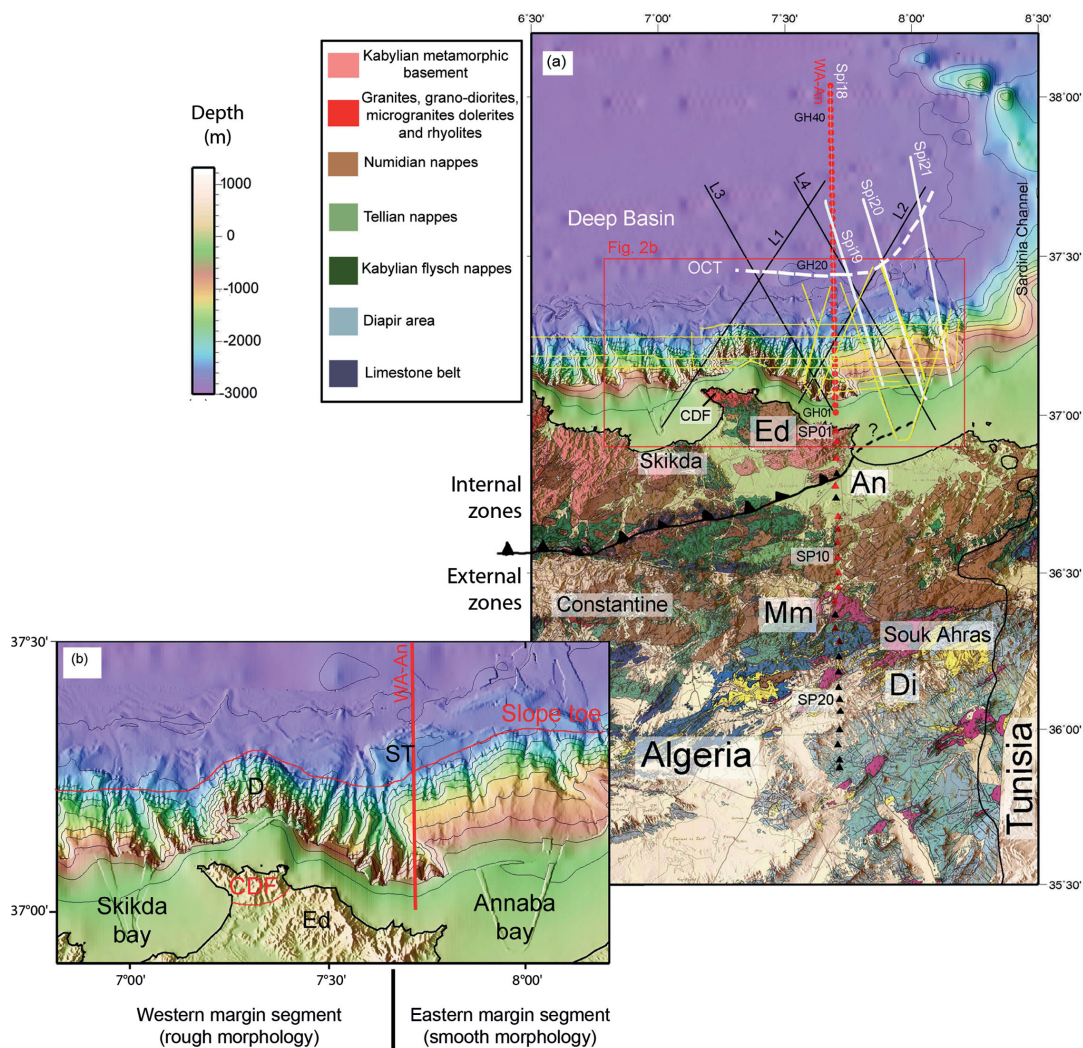 6°30'
7°00'
7°30'
8°00'
8°30'
Kabylian metamorphic
basement
Granites, grano-diorites,
microgranites dolerites
and rhyolites
Numidian nappes
Tellian nappes
Kabylian flysch nappes
Diapir area
Limestone belt
Depth
(m)
1000
0
-1000
-2000
-3000
(a)
WA-An
Spi18
GH40
38°00'
Spi21
L3
L4
Spi20
L2
Deep Basin
L1
Spi19
Sardinia Channel
Fig. 2b
OCT
GH20
37°30'
CDF
GH01
37°00'
Ed
SP01
?
Skikda
An
Internal
zones
SP10
36°30'
External
zones
Constantine
Mm
Souk Ahras
Di
SP20
36°00'
Algeria
Tunisia
35°30'
37°30'
(b)
WA-An
Slope toe
ST
D
CDF
Skikda
bay
Ed
Annaba
bay
37°00'
7°00'
7°30'
8°00'
Western margin segment
(rough morphology)
Eastern margin segment
(smooth morphology)